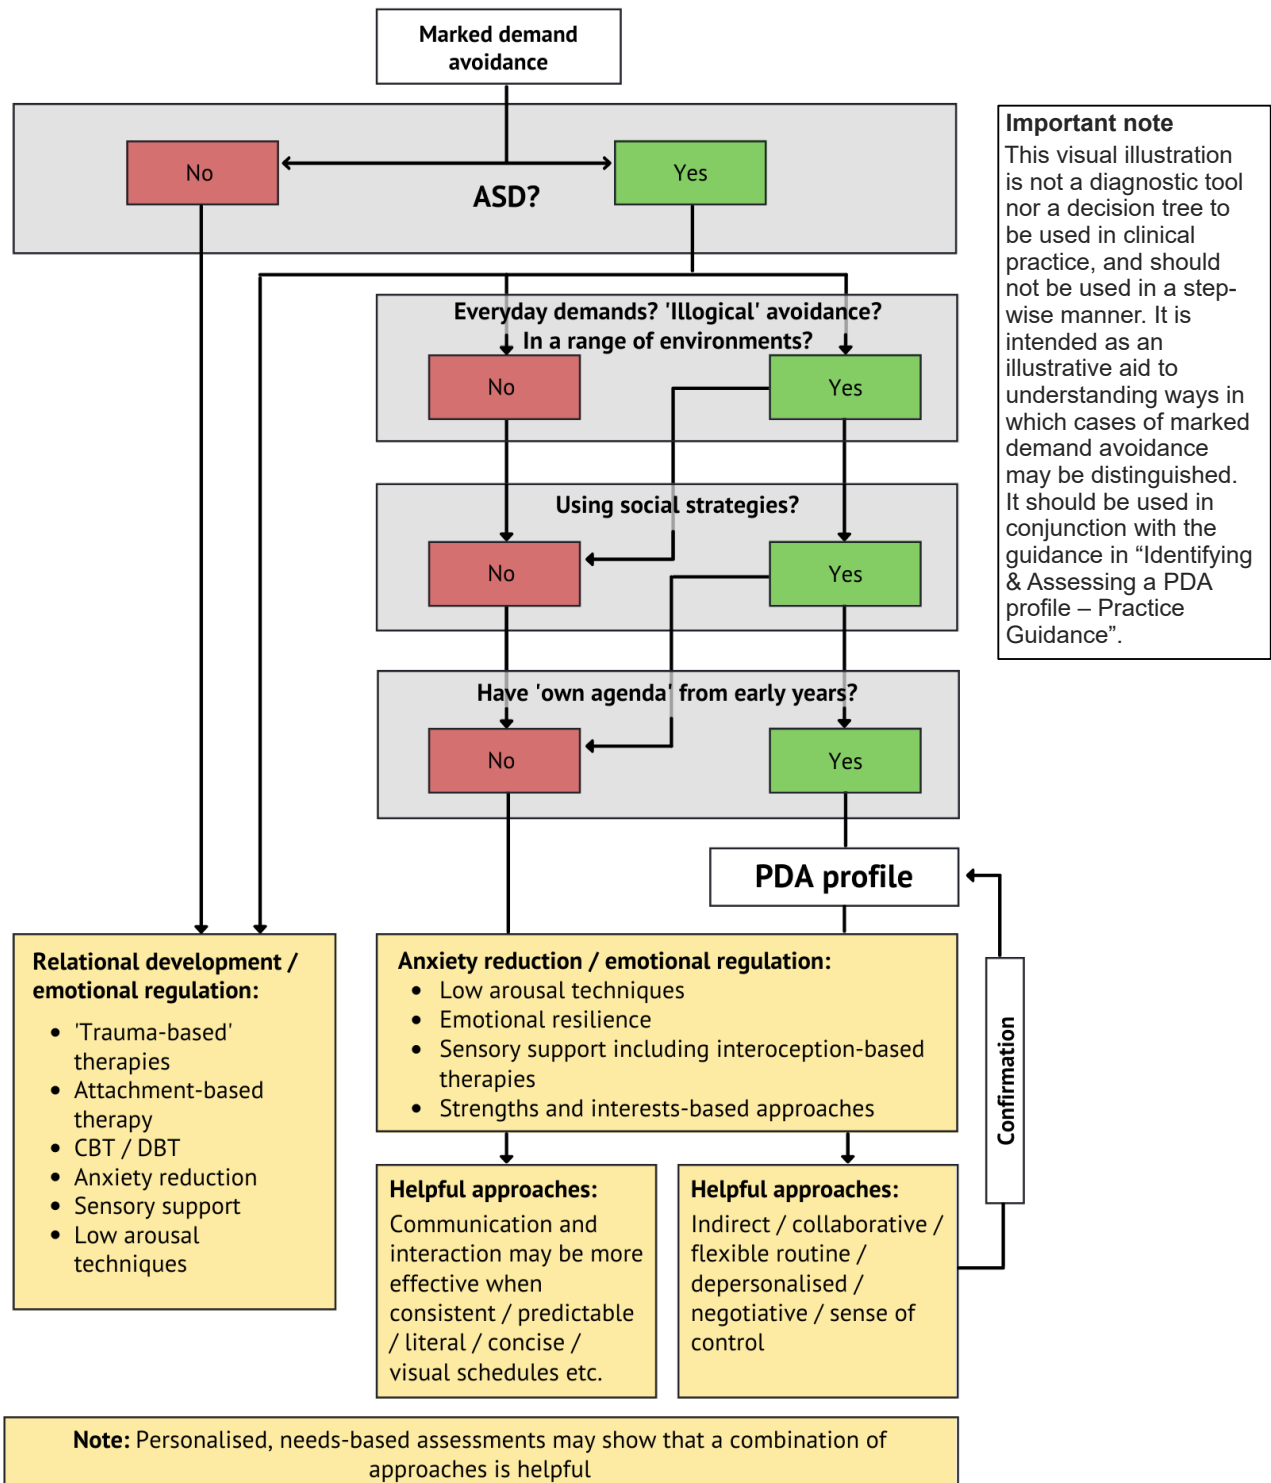 Marked demand
avoidance
No
Yes
ASD?
Important note
This visual illustration
is not a diagnostic tool
nor a decision tree to
be used in clinical
practice, and should
not be used in a step-
wise manner. It is
intended as an
illustrative aid to
understanding ways in
which cases of marked
demand avoidance
may be distinguished.
It should be used in
conjunction with the
guidance in “Identifying
& Assessing a PDA
profile – Practice
Guidance”.
Everyday demands? 'Illogical' avoidance?
In a range of environments?
No
Yes
Using social strategies?
No
Yes
Have 'own agenda' from early years?
No
Yes
PDA profile
Relational development /
emotional regulation:
• 'Trauma-based'
therapies
• Attachment-based
therapy
• CBT / DBT
• Anxiety reduction
• Sensory support
• Low arousal
techniques
Anxiety reduction / emotional regulation:
• Low arousal techniques
• Emotional resilience
• Sensory support including interoception-based
therapies
• Strengths and interests-based approaches
Confirmation
Helpful approaches:
Communication and
interaction may be more
effective when
consistent / predictable
/ literal / concise /
visual schedules etc.
Helpful approaches:
Indirect / collaborative /
flexible routine /
depersonalised /
negotiative / sense of
control
Note: Personalised, needs-based assessments may show that a combination of
approaches is helpful